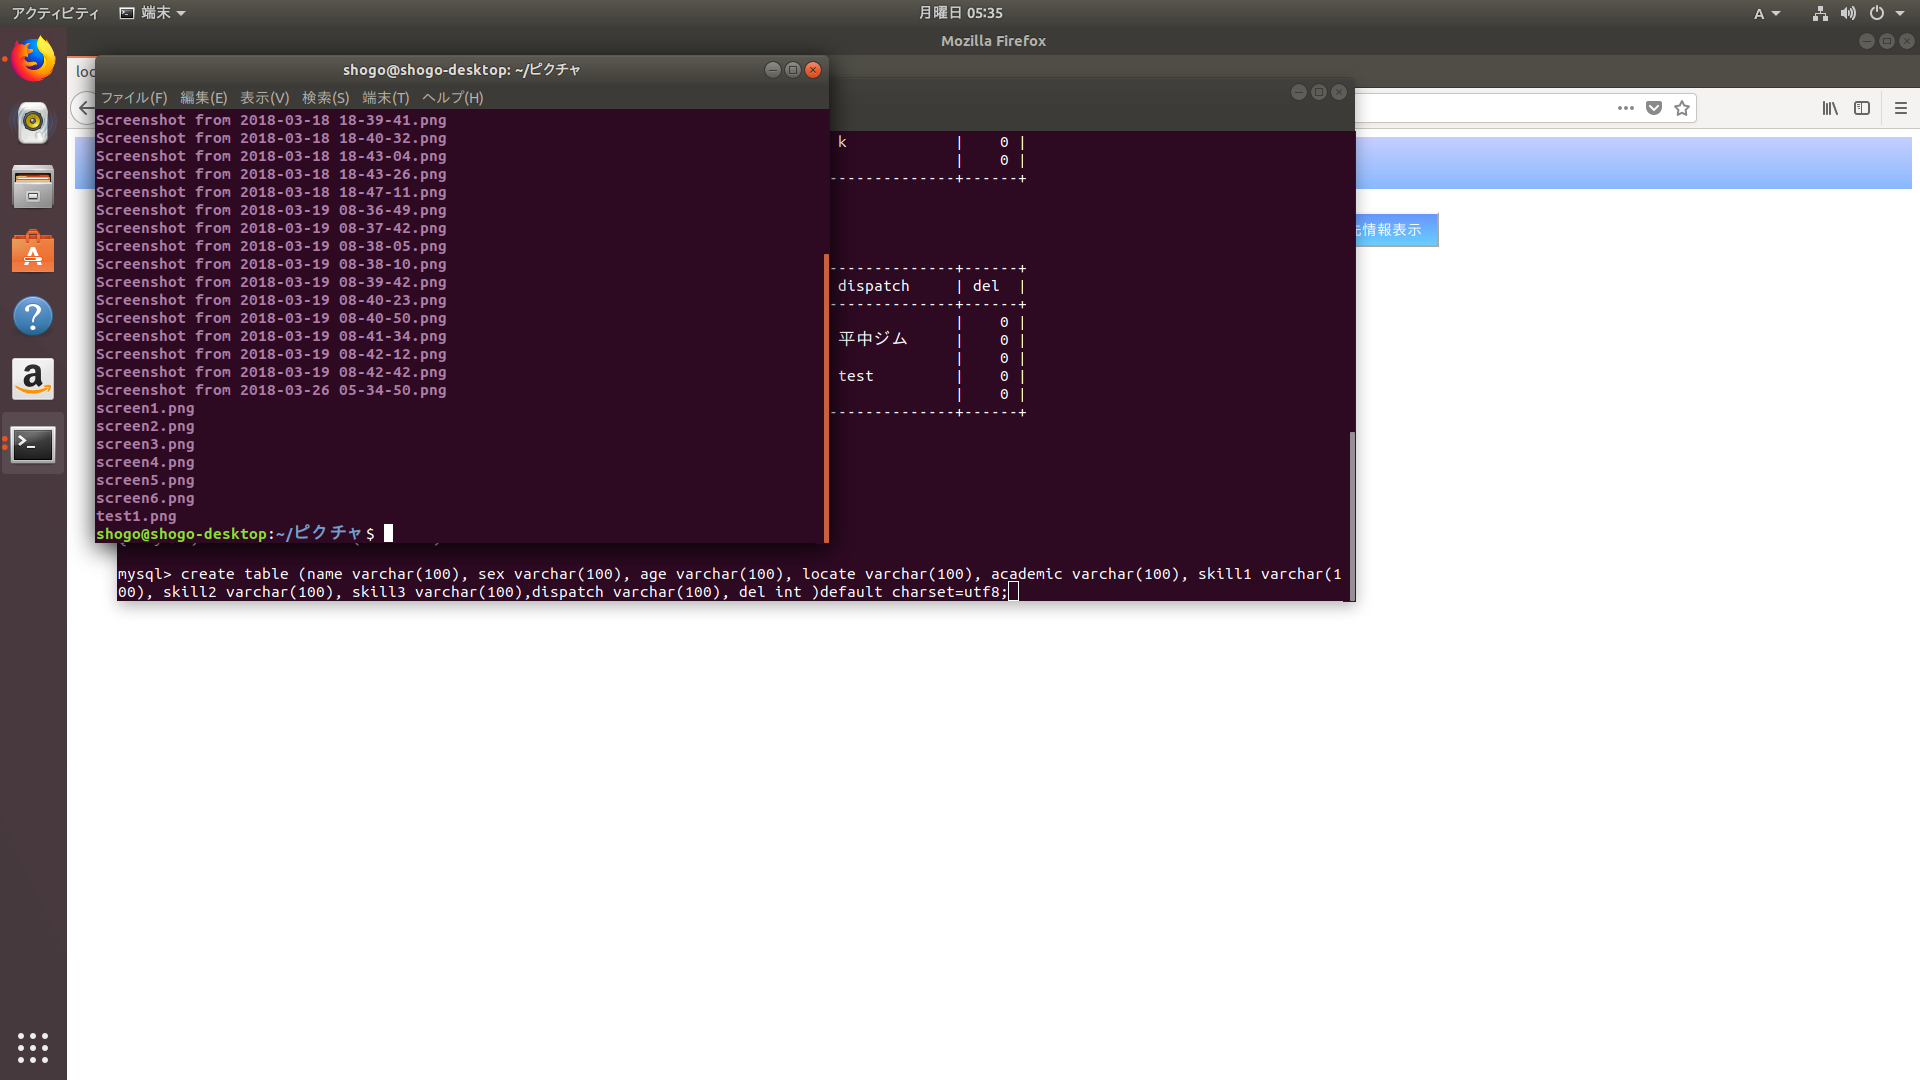 アクティビティ 端末 月曜日 05:35 A
Mozilla Firefox
loc
shogo@shogo-desktop: ~/ピクチャ
ファイル(F) 編集(E) 表示(V) 検索(S) 端末(T) ヘルプ(H)
Screenshot from 2018-03-18 18-39-41.png
Screenshot from 2018-03-18 18-40-32.png
Screenshot from 2018-03-18 18-43-04.png
Screenshot from 2018-03-18 18-43-26.png
Screenshot from 2018-03-18 18-47-11.png
Screenshot from 2018-03-19 08-36-49.png
Screenshot from 2018-03-19 08-37-42.png
Screenshot from 2018-03-19 08-38-05.png
Screenshot from 2018-03-19 08-38-10.png
Screenshot from 2018-03-19 08-39-42.png
Screenshot from 2018-03-19 08-40-23.png
Screenshot from 2018-03-19 08-40-50.png
Screenshot from 2018-03-19 08-41-34.png
Screenshot from 2018-03-19 08-42-12.png
Screenshot from 2018-03-19 08-42-42.png
Screenshot from 2018-03-26 05-34-50.png
screen1.png
screen2.png
screen3.png
screen4.png
screen5.png
screen6.png
test1.png
shogo@shogo-desktop:~/ピクチャ$
k | 0 |
| 0 |
--------------+------+
--------------+------+
dispatch | del |
--------------+------+
| 0 |
平中ジム | 0 |
| 0 |
test | 0 |
| 0 |
--------------+------+
mysql> create table (name varchar(100), sex varchar(100), age varchar(100), locate varchar(100), academic varchar(100), skill1 varchar(1
00), skill2 varchar(100), skill3 varchar(100),dispatch varchar(100), del int )default charset=utf8;
情報表示